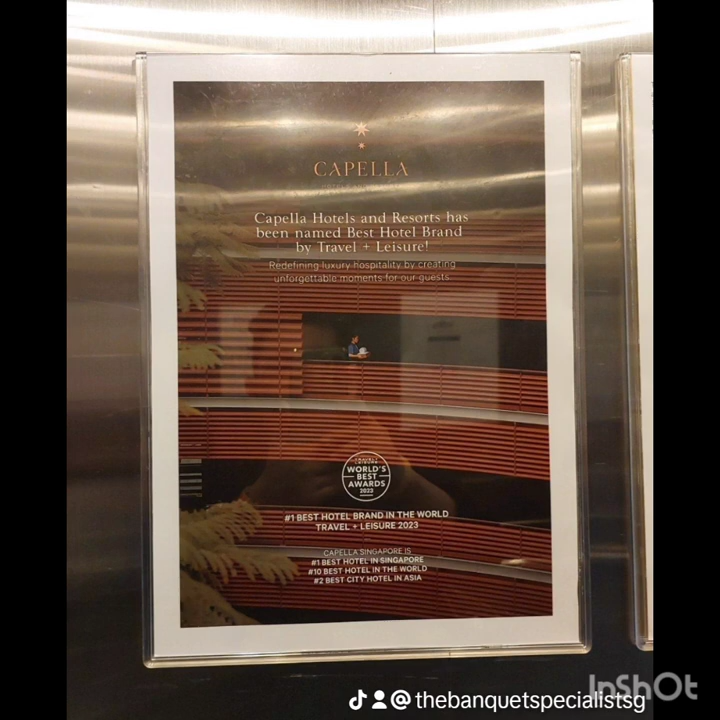 CAPELLA
Capella Hotels and Resorts has
been named Best Hotel Brand
by Travel + Leisure!
Redefining luxury hospitality by creating
unforgettable moments for our guests
WORLD'S
BEST
AWARDS
2023
#1 BEST HOTEL BRAND IN THE WORLD
TRAVEL + LEISURE 2023
CAPELLA SINGAPORE IS
#1 BEST HOTEL IN SINGAPORE
#10 BEST HOTEL IN THE WORLD
#2 BEST CITY HOTEL IN ASIA
InShOt
@thebanquetspecialistsg